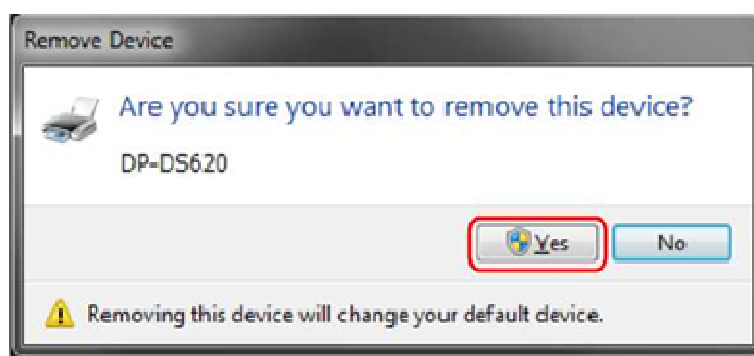 Remove Device
Are you sure you want to remove this device?
DP-DS620
Yes
No
Removing this device will change your default device.